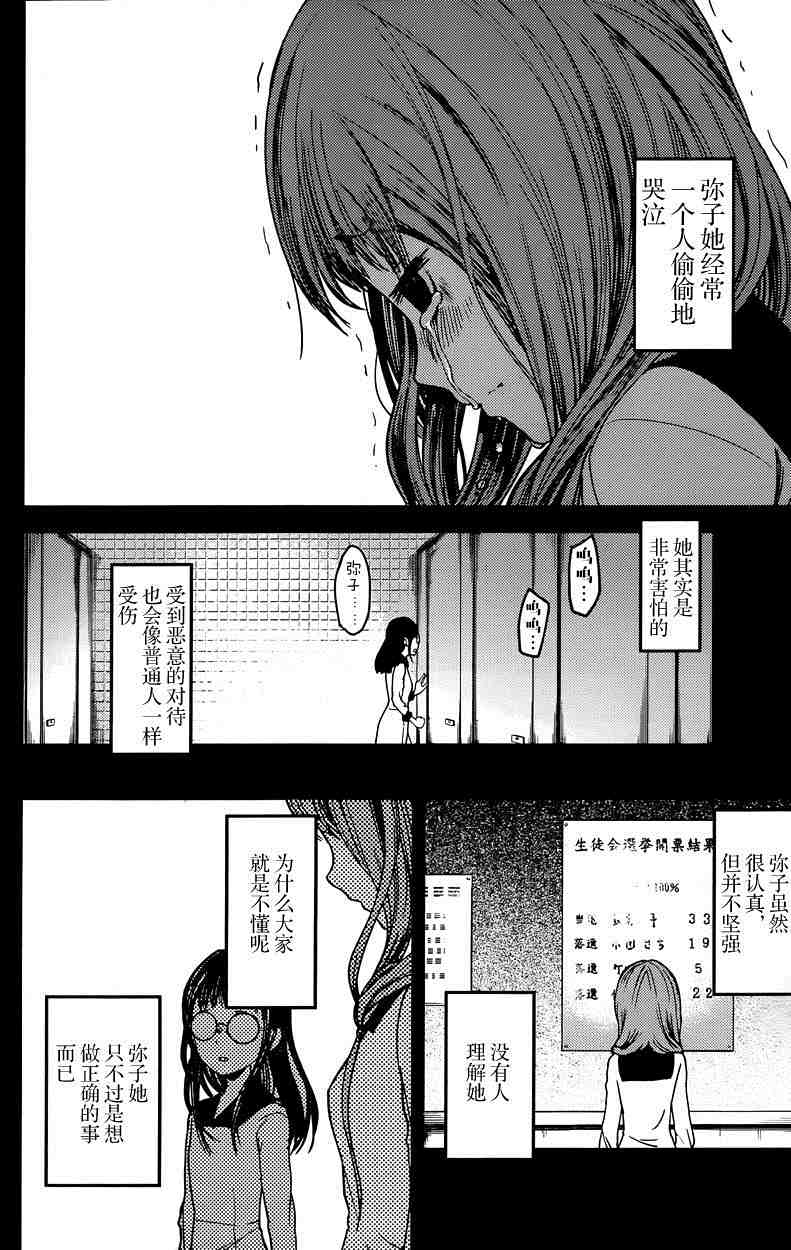 弥子她经常
一个人偷偷地
哭泣
她其实是
非常害怕的
呜呜……
呜呜……
弥子……
受到恶意的对待
也会像普通人一样
受伤
弥子虽然
很认真，
但并不坚强
生徒会選挙開票結果
100%
子 33
落選 19
落選 5
落選 22
没有人
理解她
为什么大家
就是不懂呢
弥子她
只不过是想
做正确的事
而已